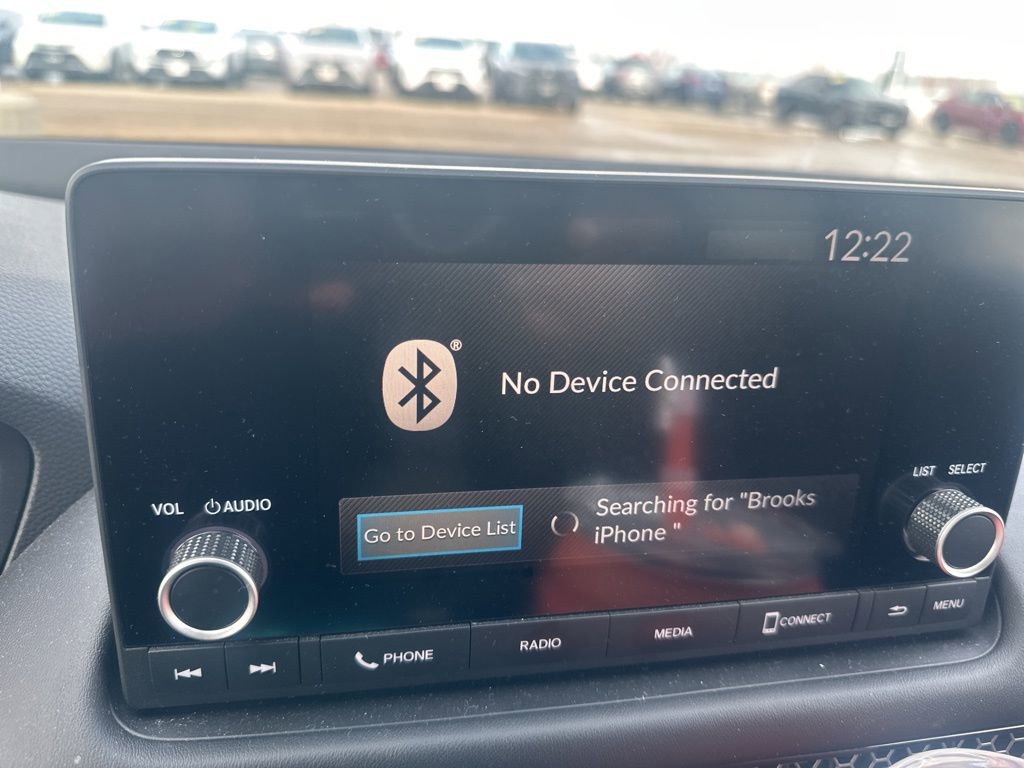 12:22
®
No Device Connected
LIST SELECT
VOL AUDIO
Go to Device List
Searching for "Brooks
iPhone "
PHONE
RADIO
MEDIA
CONNECT
MENU